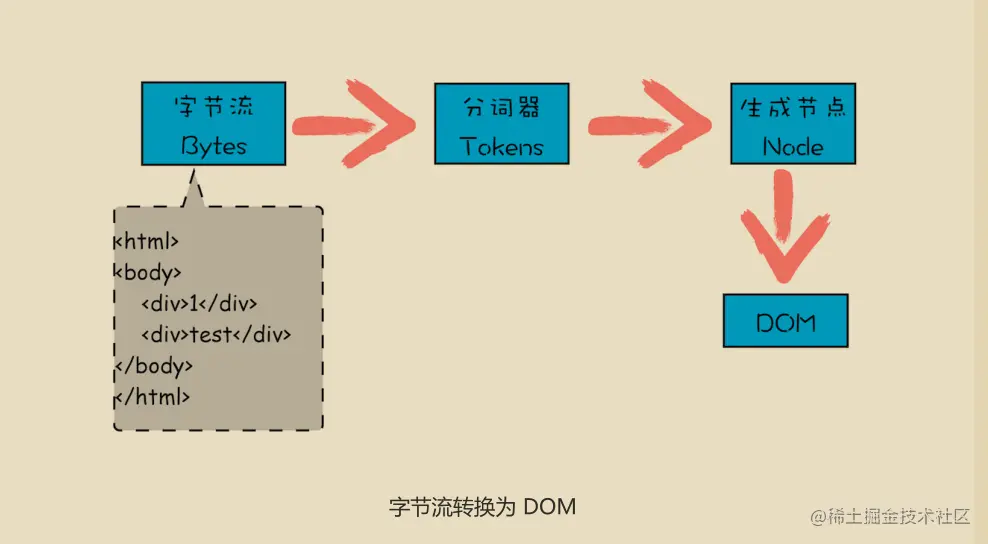 字节流
Bytes
分词器
Tokens
生成节点
Node
<html>
<body>
<div>1</div>
<div>test</div>
</body>
</html>
DOM
字节流转换为 DOM
@稀土掘金技术社区